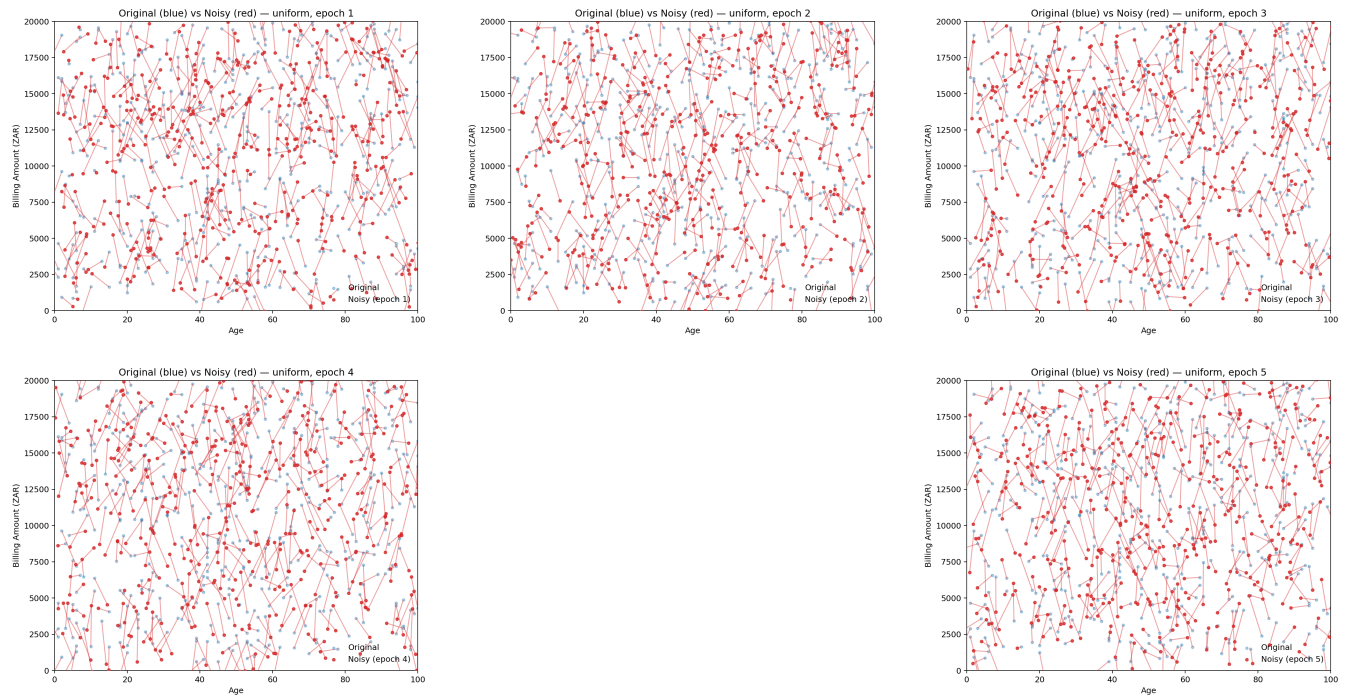 Original (blue) vs Noisy (red) — uniform, epoch 1
20000
17500
15000
12500
10000
7500
5000
2500
0
Billing Amount (ZAR)
Original
Noisy (epoch 1)
0 20 40 60 80 100
Age
Original (blue) vs Noisy (red) — uniform, epoch 2
20000
17500
15000
12500
10000
7500
5000
2500
0
Billing Amount (ZAR)
Original
Noisy (epoch 2)
0 20 40 60 80 100
Age
Original (blue) vs Noisy (red) — uniform, epoch 3
20000
17500
15000
12500
10000
7500
5000
2500
0
Billing Amount (ZAR)
Original
Noisy (epoch 3)
0 20 40 60 80 100
Age
Original (blue) vs Noisy (red) — uniform, epoch 4
20000
17500
15000
12500
10000
7500
5000
2500
0
Billing Amount (ZAR)
Original
Noisy (epoch 4)
0 20 40 60 80 100
Age
Original (blue) vs Noisy (red) — uniform, epoch 5
20000
17500
15000
12500
10000
7500
5000
2500
0
Billing Amount (ZAR)
Original
Noisy (epoch 5)
0 20 40 60 80 100
Age